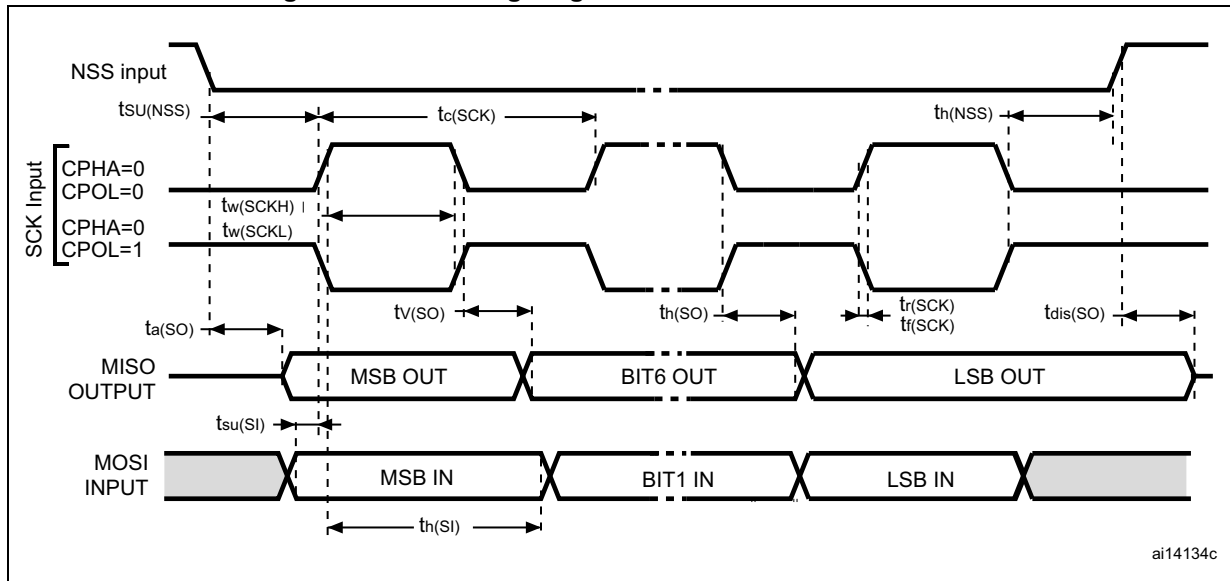 NSS input
tSU(NSS)
tc(SCK)
th(NSS)
SCK Input
CPHA=0
CPOL=0
tw(SCKH)
CPHA=0
tw(SCKL)
CPOL=1
tV(SO)
th(SO)
tr(SCK)
tf(SCK)
tdis(SO)
ta(SO)
MISO
OUTPUT
MSB OUT
BIT6 OUT
LSB OUT
tsu(SI)
MOSI
INPUT
MSB IN
BIT1 IN
LSB IN
th(SI)
ai14134c